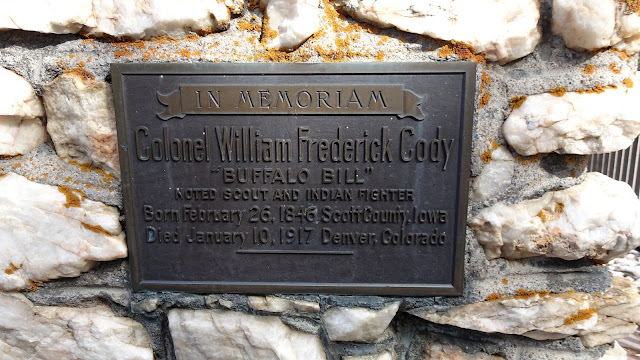 IN MEMORIAM
Colonel William Frederick Cody
"BUFFALO BILL"
NOTED SCOUT AND INDIAN FIGHTER
Born February 26, 1846, Scott County, Iowa
Died January 10, 1917 Denver, Colorado